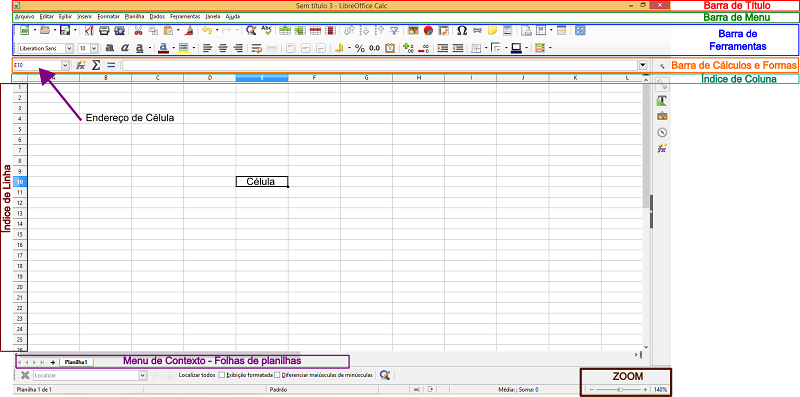 Sem título 3 - LibreOffice Calc
Barra de Título
Arquivo Editar Exibir Inserir Formatar Planilha Dados Ferramentas Janela Ajuda
Barra de Menu
Barra de
Ferramentas
Liberation Sans 10
a a a a % 0.0
E10
Barra de Cálculos e Formas
B C D E F G H I J K L
Índice de Coluna
1
2
3
4
Endereço de Célula
5
6
7
8
9
10 Célula
11
12
13
14
15
16
17
18
19
20
21
22
23
24
25
Índice de Linha
Planilha1
Menu de Contexto - Folhas de planilhas
Localizar Localizar todos Exibição formatada Diferenciar maiúsculas de minúsculas
ZOOM
Planilha 1 de 1 Padrão Média: ; Soma: 0 140%